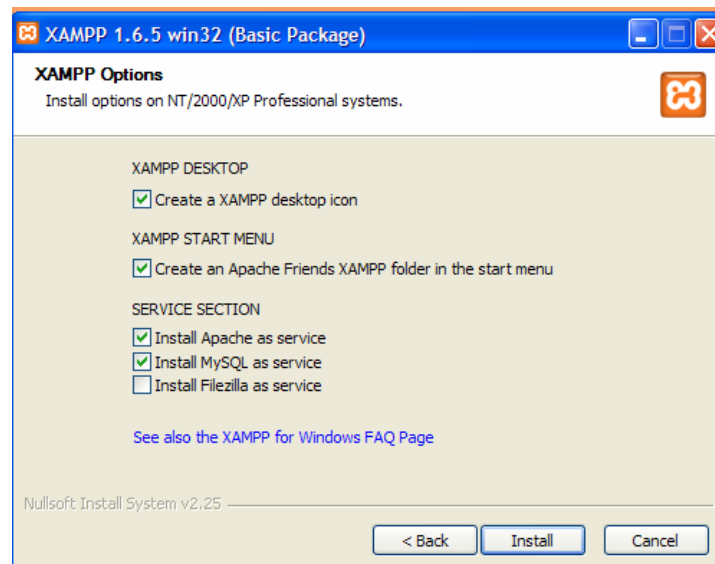 XAMPP 1.6.5 win32 (Basic Package)
XAMPP Options
Install options on NT/2000/XP Professional systems.
XAMPP DESKTOP
Create a XAMPP desktop icon
XAMPP START MENU
Create an Apache Friends XAMPP folder in the start menu
SERVICE SECTION
Install Apache as service
Install MySQL as service
Install Filezilla as service
See also the XAMPP for Windows FAQ Page
Nullsoft Install System v2.25
< Back Install Cancel